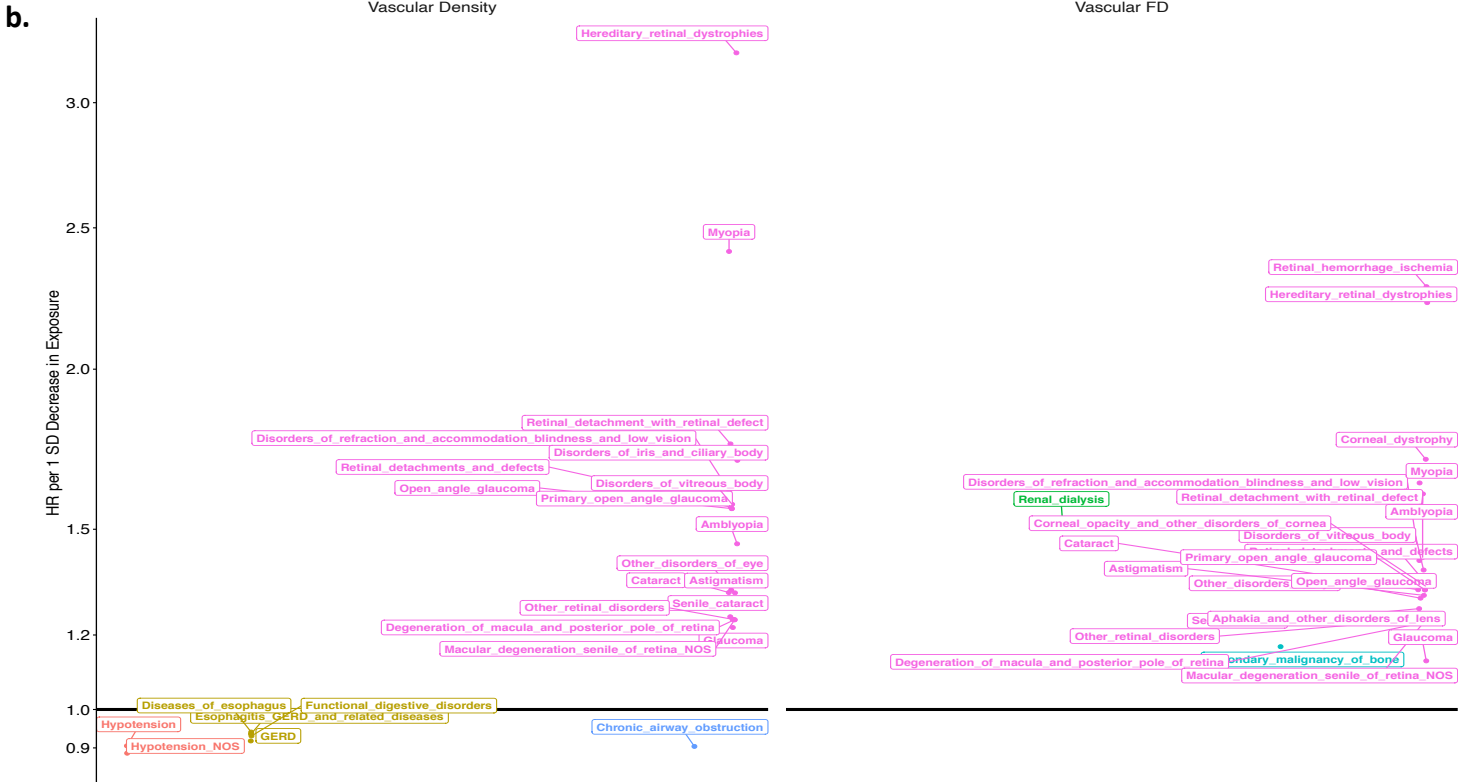 b.
Vascular Density
Vascular FD
HR per 1 SD Decrease in Exposure
3.0
2.5
2.0
1.5
1.2
1.0
0.9
Hereditary_retinal_dystrophies
Myopia
Retinal_detachment_with_retinal_defect
Disorders_of_refraction_and_accommodation_blindness_and_low_vision
Disorders_of_iris_and_ciliary_body
Retinal_detachments_and_defects
Disorders_of_vitreous_body
Open_angle_glaucoma
Primary_open_angle_glaucoma
Amblyopia
Other_disorders_of_eye
Cataract
Astigmatism
Senile_cataract
Other_retinal_disorders
Degeneration_of_macula_and_posterior_pole_of_retina
Glaucoma
Macular_degeneration_senile_of_retina_NOS
Diseases_of_esophagus
Functional_digestive_disorders
Esophagitis_GERD_and_related_diseases
Hypotension
GERD
Hypotension_NOS
Chronic_airway_obstruction
Retinal_hemorrhage_ischemia
Hereditary_retinal_dystrophies
Corneal_dystrophy
Myopia
Disorders_of_refraction_and_accommodation_blindness_and_low_vision
Renal_dialysis
Retinal_detachment_with_retinal_defect
Amblyopia
Corneal_opacity_and_other_disorders_of_cornea
Disorders_of_vitreous_body
Cataract
and_defects
Primary_open_angle_glaucoma
Astigmatism
Other_disorders
Open_angle_glaucoma
Se
Aphakia_and_other_disorders_of_lens
Other_retinal_disorders
Glaucoma
ondary_malignancy_of_bone
Degeneration_of_macula_and_posterior_pole_of_retina
Macular_degeneration_senile_of_retina_NOS